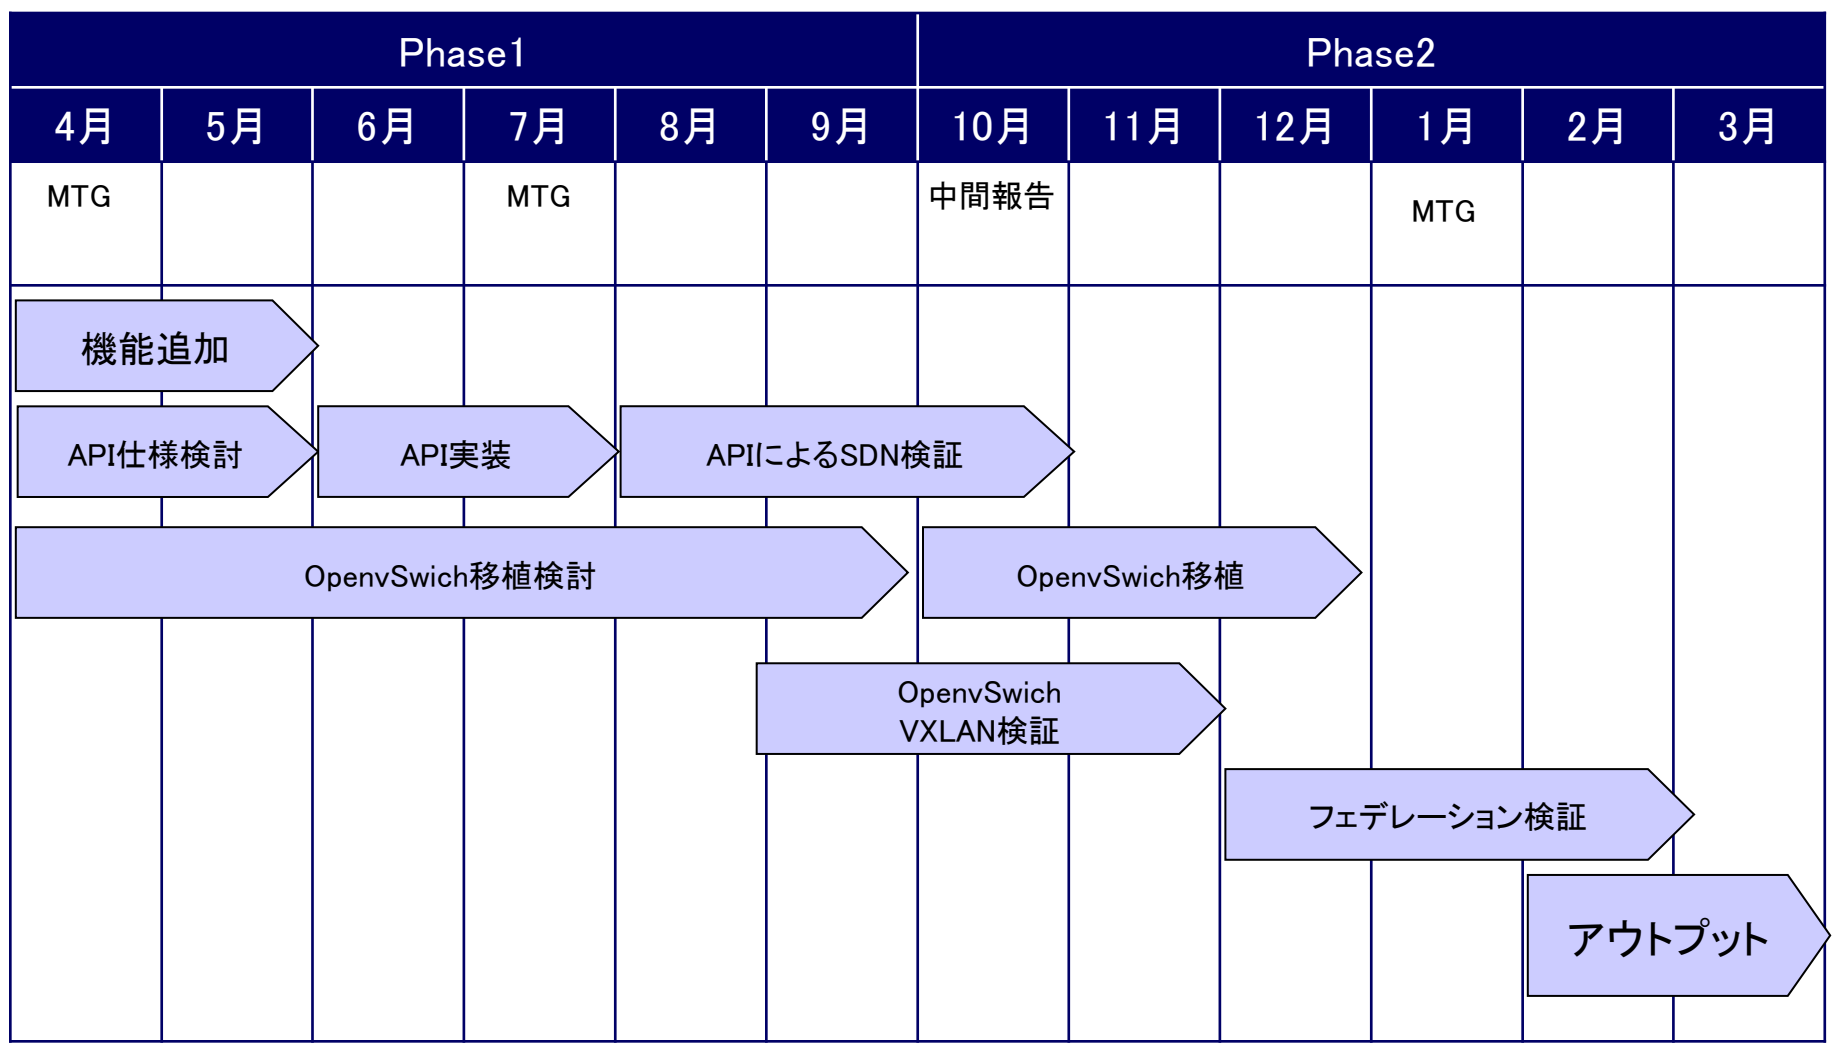 Phase1
Phase2
4月
5月
6月
7月
8月
9月
10月
11月
12月
1月
2月
3月
MTG
MTG
中間報告
MTG
機能追加
API仕様検討
API実装
APIによるSDN検証
OpenvSwich移植検討
OpenvSwich移植
OpenvSwich
VXLAN検証
フェデレーション検証
アウトプット